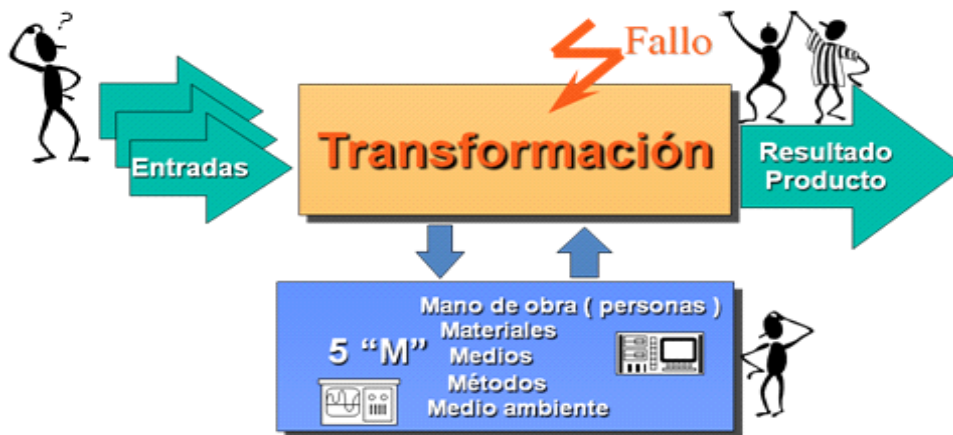 ?
Fallo
Transformación
Entradas
Resultado
Producto
Mano de obra ( personas )
Materiales
5 “M”
Medios
Métodos
Medio ambiente